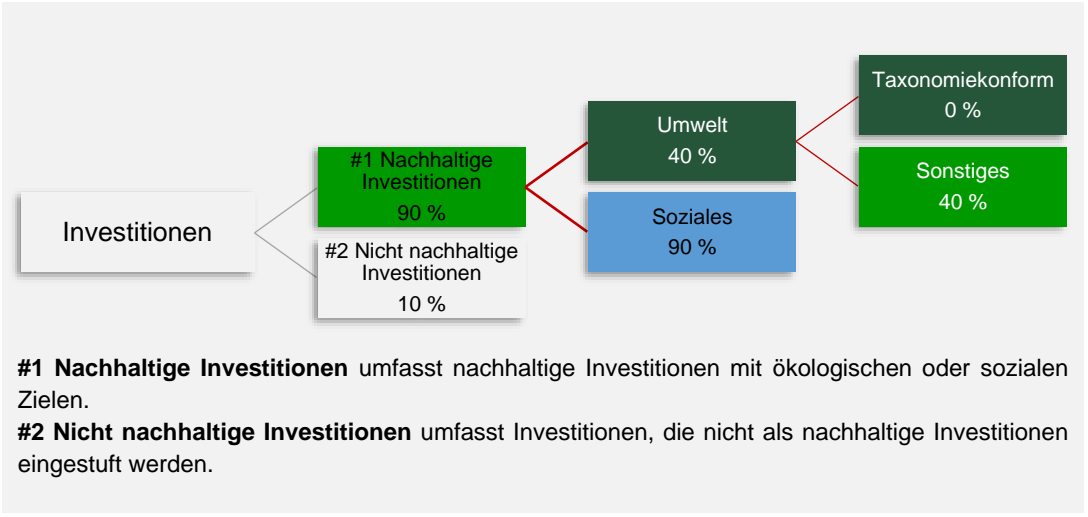 Investitionen
#1 Nachhaltige
Investitionen
90 %
#2 Nicht nachhaltige
Investitionen
10 %
Umwelt
40 %
Soziales
90 %
Taxonomiekonform
0 %
Sonstiges
40 %
#1 Nachhaltige Investitionen umfasst nachhaltige Investitionen mit ökologischen oder sozialen
Zielen.
#2 Nicht nachhaltige Investitionen umfasst Investitionen, die nicht als nachhaltige Investitionen
eingestuft werden.